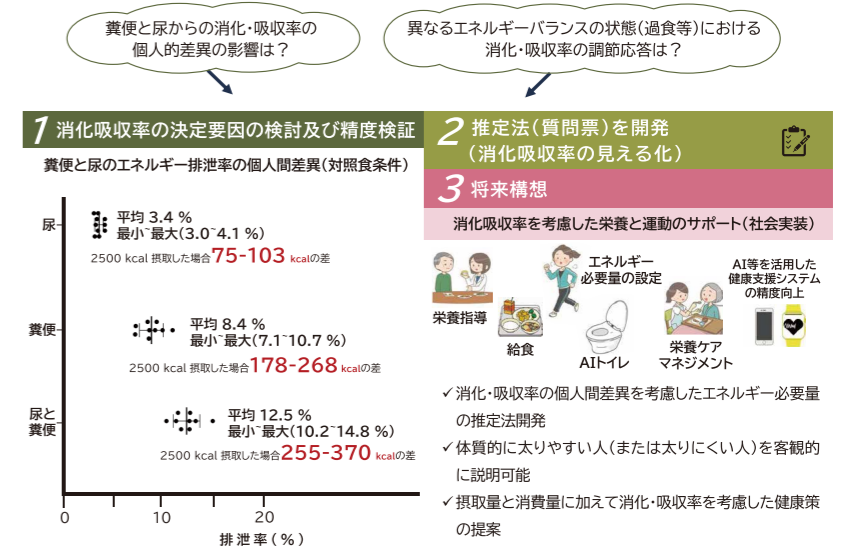 糞便と尿からの消化・吸収率の
個人的差異の影響は？
異なるエネルギーバランスの状態（過食等）における
消化・吸収率の調節応答は？
1 消化吸収率の決定要因の検討及び精度検証
糞便と尿のエネルギー排泄率の個人間差異（対照食条件）
尿
平均 3.4 %
最小~最大(3.0~4.1 %)
2500 kcal 摂取した場合75-103 kcalの差
糞便
平均 8.4 %
最小~最大(7.1~10.7 %)
2500 kcal 摂取した場合178-268 kcalの差
尿と
糞便
平均 12.5 %
最小~最大(10.2~14.8 %)
2500 kcal 摂取した場合255-370 kcalの差
0 10 20
排泄率(%)
2 推定法（質問票）を開発
（消化吸収率の見える化）
3 将来構想
消化吸収率を考慮した栄養と運動のサポート（社会実装）
栄養指導
給食
エネルギー
必要量の設定
AIトイレ
栄養ケア
マネジメント
AI等を活用した
健康支援システム
の精度向上
✓消化・吸収率の個人間差異を考慮したエネルギー必要量
の推定法開発
✓体質的に太りやすい人（または太りにくい人）を客観的
に説明可能
✓摂取量と消費量に加えて消化・吸収率を考慮した健康策
の提案